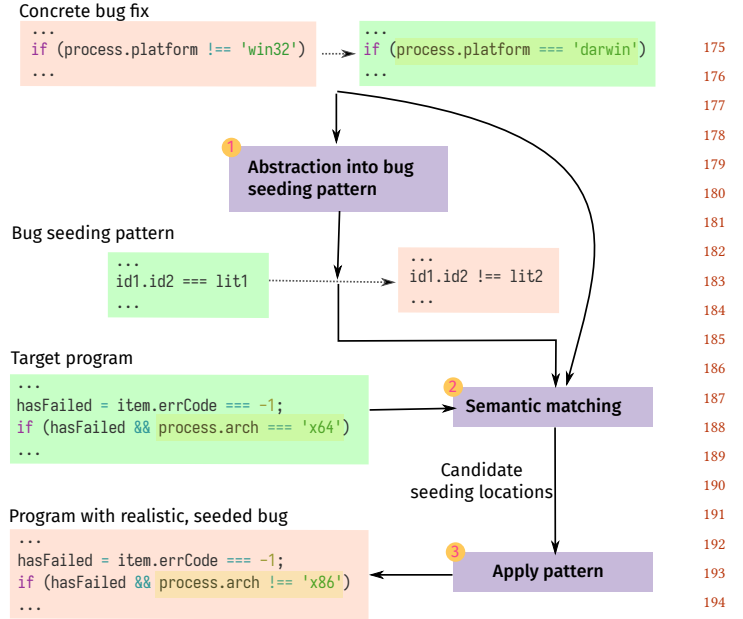 Concrete bug fix
...
if (process.platform !== 'win32')
...
...
if (process.platform === 'darwin')
...
1
Abstraction into bug
seeding pattern
Bug seeding pattern
...
id1.id2 === lit1
...
...
id1.id2 !== lit2
...
Target program
...
hasFailed = item.errCode === -1;
if (hasFailed && process.arch === 'x64')
...
2
Semantic matching
Candidate
seeding locations
Program with realistic, seeded bug
...
hasFailed = item.errCode === -1;
if (hasFailed && process.arch !== 'x86')
...
3
Apply pattern
175
176
177
178
179
180
181
182
183
184
185
186
187
188
189
190
191
192
193
194